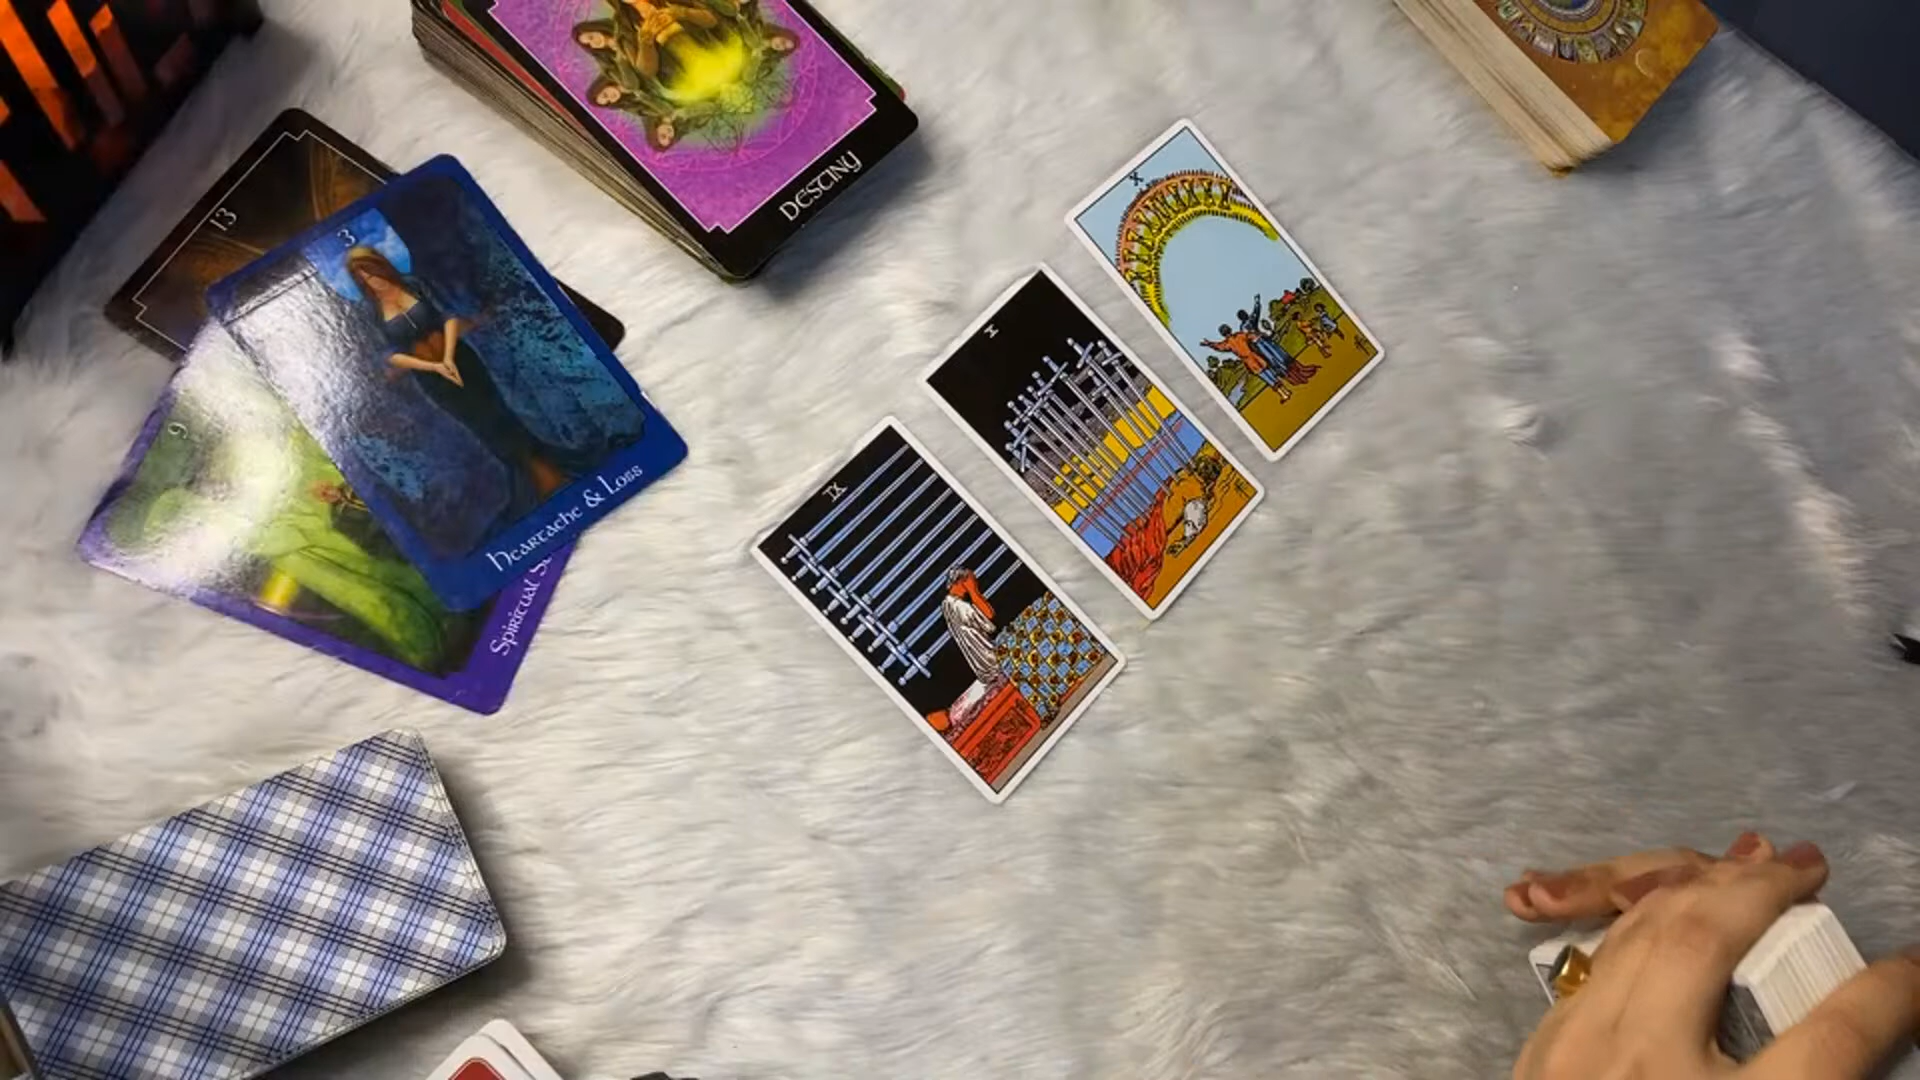 DESTINY
13
3
Heartache & Loss
9
Spiritual
X
X
IX